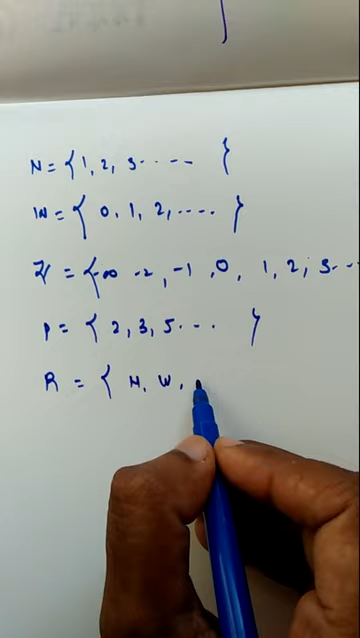 N = { 1, 2, 3 ..... }
W = { 0, 1, 2, ..... }
Z = { -∞ -2, -1, 0, 1, 2, 3 ...
P = { 2, 3, 5 ... }
R = { N, W,